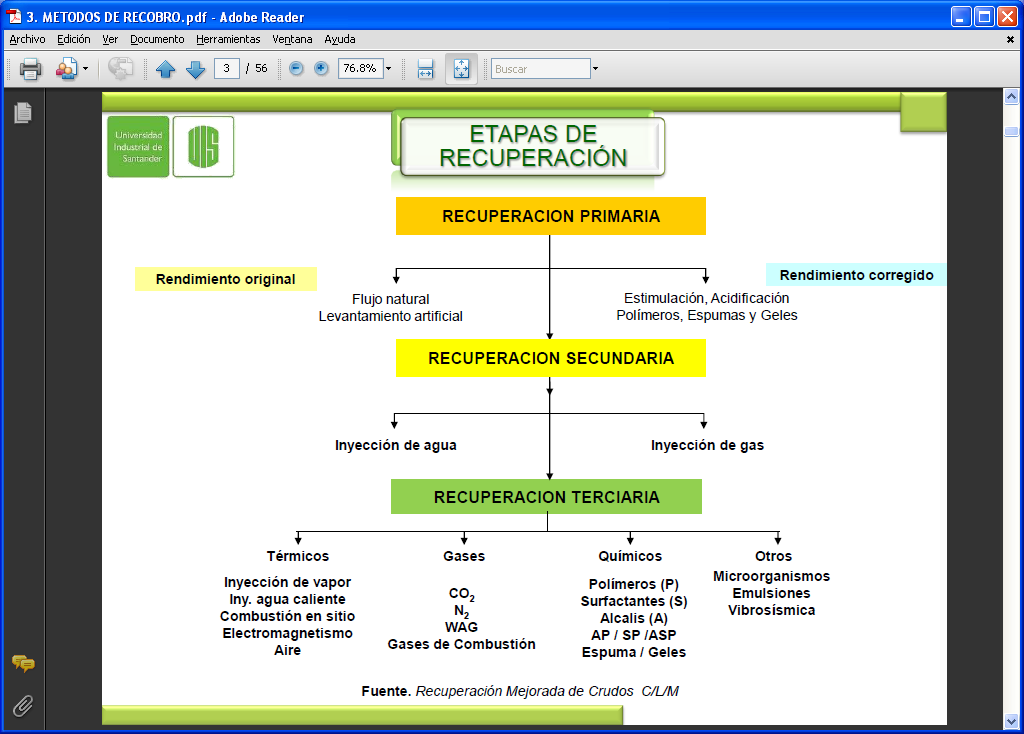 3. METODOS DE RECOBRO.pdf - Adobe Reader
Archivo Edición Ver Documento Herramientas Ventana Ayuda
3 / 56 76.8% Buscar
Universidad
Industrial de
Santander
UIS
ETAPAS DE
RECUPERACIÓN
RECUPERACION PRIMARIA
Rendimiento original
Rendimiento corregido
Flujo natural
Levantamiento artificial
Estimulación, Acidificación
Polímeros, Espumas y Geles
RECUPERACION SECUNDARIA
Inyección de agua
Inyección de gas
RECUPERACION TERCIARIA
Térmicos
Inyección de vapor
Iny. agua caliente
Combustión en sitio
Electromagnetismo
Aire
Gases
CO2
N2
WAG
Gases de Combustión
Químicos
Polímeros (P)
Surfactantes (S)
Alcalis (A)
AP / SP /ASP
Espuma / Geles
Otros
Microorganismos
Emulsiones
Vibrosísmica
Fuente. Recuperación Mejorada de Crudos C/L/M